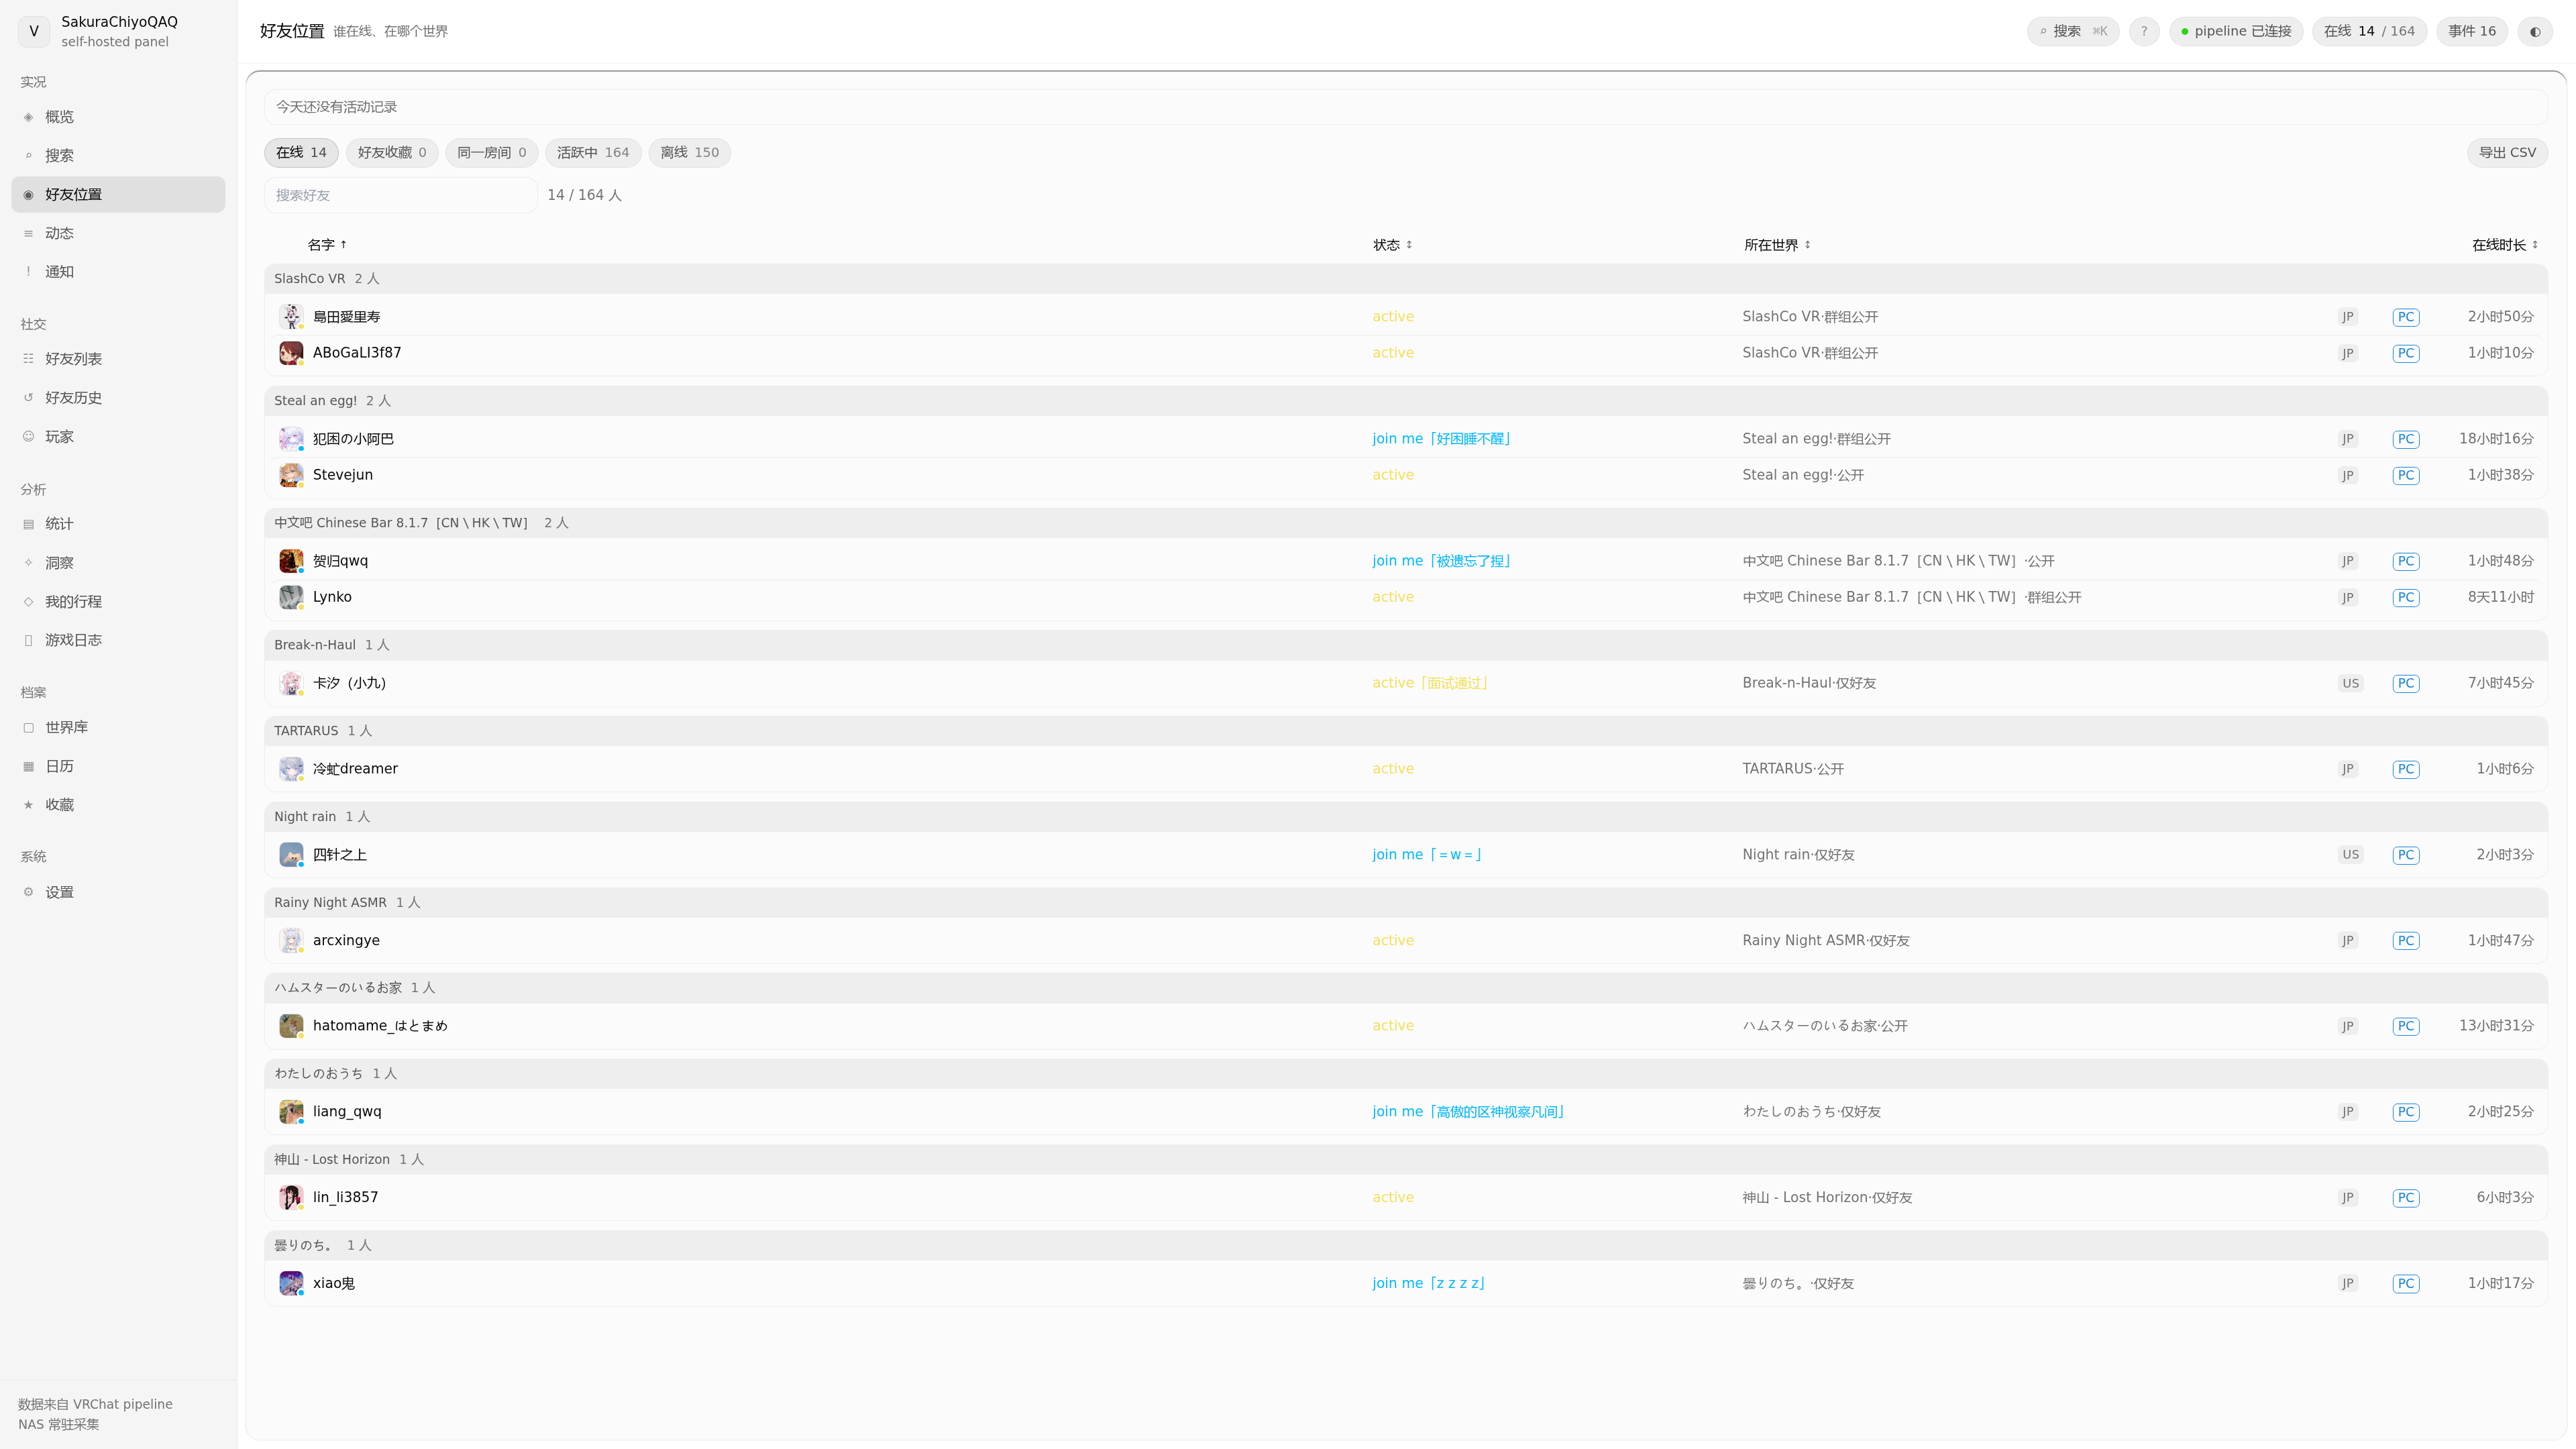 V
SakuraChiyoQAQ
self-hosted panel
实况
概览
搜索
好友位置
动态
通知
社交
好友列表
好友历史
玩家
分析
统计
洞察
我的行程
游戏日志
档案
世界库
日历
收藏
系统
设置
数据来自 VRChat pipeline
NAS 常驻采集
好友位置 谁在线、在哪个世界
搜索 ⌘K ? pipeline 已连接 在线 14 / 164 事件 16
今天还没有活动记录
在线 14 好友收藏 0 同一房间 0 活跃中 164 离线 150 导出 CSV
搜索好友 14 / 164 人
名字 ↑ 状态 ↕ 所在世界 ↕ 在线时长 ↕
SlashCo VR 2 人
島田愛里寿 active SlashCo VR·群组公开 JP PC 2小时50分
ABoGaLI3f87 active SlashCo VR·群组公开 JP PC 1小时10分
Steal an egg! 2 人
犯困の小阿巴 join me「好困睡不醒」 Steal an egg!·群组公开 JP PC 18小时16分
Stevejun active Steal an egg!·公开 JP PC 1小时38分
中文吧 Chinese Bar 8.1.7［CN \ HK \ TW］ 2 人
贺归qwq join me「被遗忘了捏」 中文吧 Chinese Bar 8.1.7［CN \ HK \ TW］·公开 JP PC 1小时48分
Lynko active 中文吧 Chinese Bar 8.1.7［CN \ HK \ TW］·群组公开 JP PC 8天11小时
Break-n-Haul 1 人
卡汐（小九） active「面试通过」 Break-n-Haul·仅好友 US PC 7小时45分
TARTARUS 1 人
冷虻dreamer active TARTARUS·公开 JP PC 1小时6分
Night rain 1 人
四针之上 join me「＝w＝」 Night rain·仅好友 US PC 2小时3分
Rainy Night ASMR 1 人
arcxingye active Rainy Night ASMR·仅好友 JP PC 1小时47分
ハムスターのいるお家 1 人
hatomame_はとまめ active ハムスターのいるお家·公开 JP PC 13小时31分
わたしのおうち 1 人
liang_qwq join me「高傲的区神视察凡间」 わたしのおうち·仅好友 JP PC 2小时25分
神山 - Lost Horizon 1 人
lin_li3857 active 神山 - Lost Horizon·仅好友 JP PC 6小时3分
曇りのち。 1 人
xiao鬼 join me「z z z z」 曇りのち。·仅好友 JP PC 1小时17分